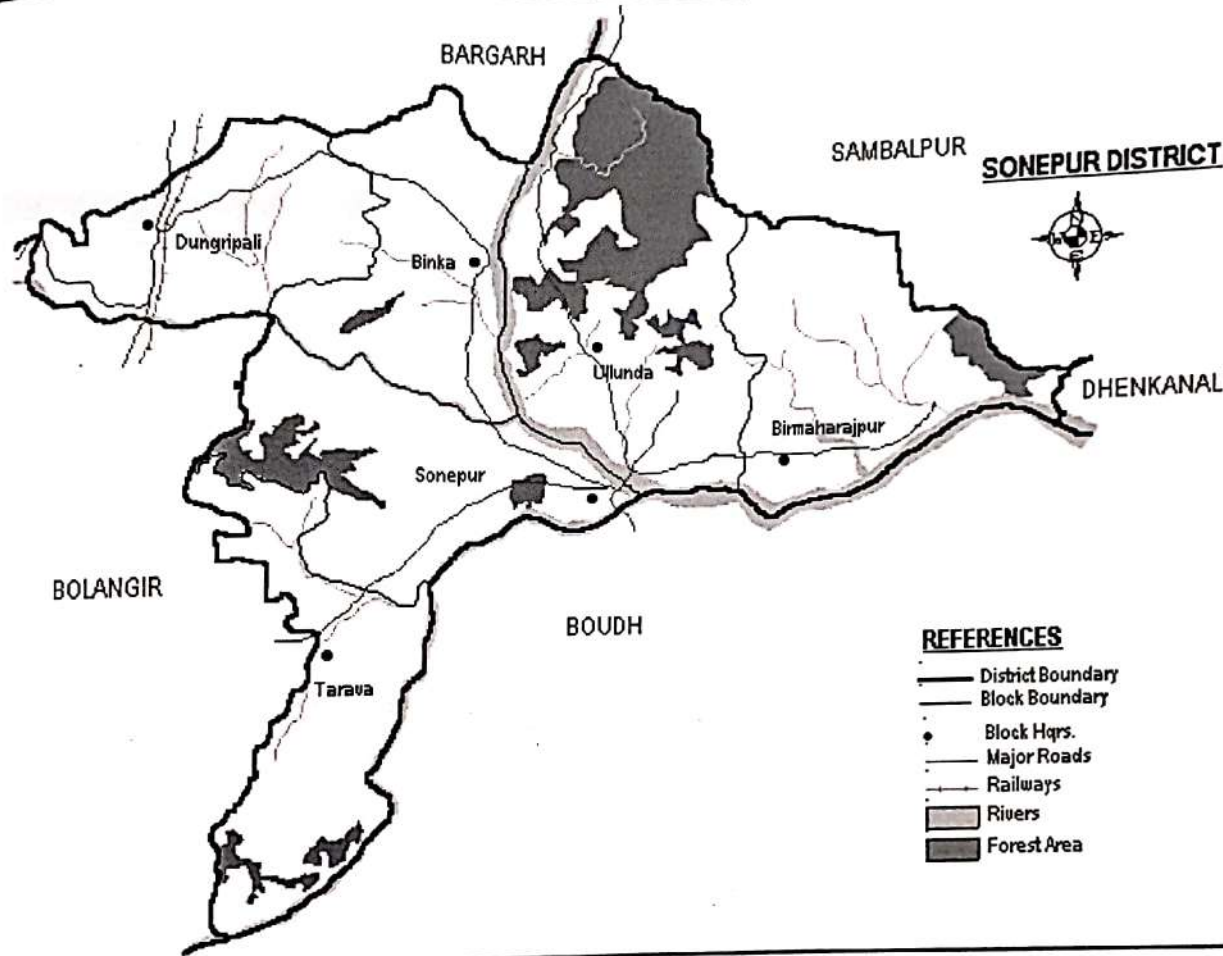 BARGARH
SAMBALPUR
SONEPUR DISTRICT
N
E
Dungripali
Binka
Ullunda
DHENKANAL
Birmaharajpur
Sonepur
BOLANGIR
BOUDH
Tarava
REFERENCES
District Boundary
Block Boundary
Block Hqrs.
Major Roads
Railways
Rivers
Forest Area